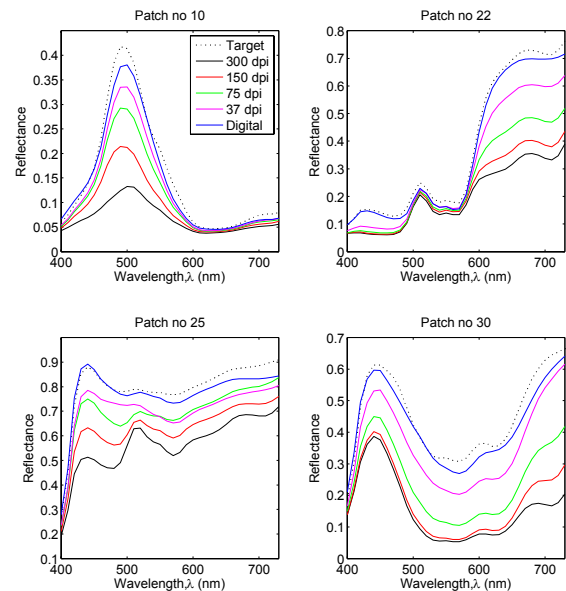 Patch no 10
Reflectance
0.4
0.35
0.3
0.25
0.2
0.15
0.1
0.05
0
400 500 600 700
Wavelength,λ (nm)
Target
300 dpi
150 dpi
75 dpi
37 dpi
Digital
Patch no 22
Reflectance
0.8
0.7
0.6
0.5
0.4
0.3
0.2
0.1
0
400 500 600 700
Wavelength,λ (nm)
Patch no 25
Reflectance
1.1
1
0.9
0.8
0.7
0.6
0.5
0.4
0.3
0.2
0.1
400 500 600 700
Wavelength,λ (nm)
Patch no 30
Reflectance
0.7
0.6
0.5
0.4
0.3
0.2
0.1
0
400 500 600 700
Wavelength,λ (nm)